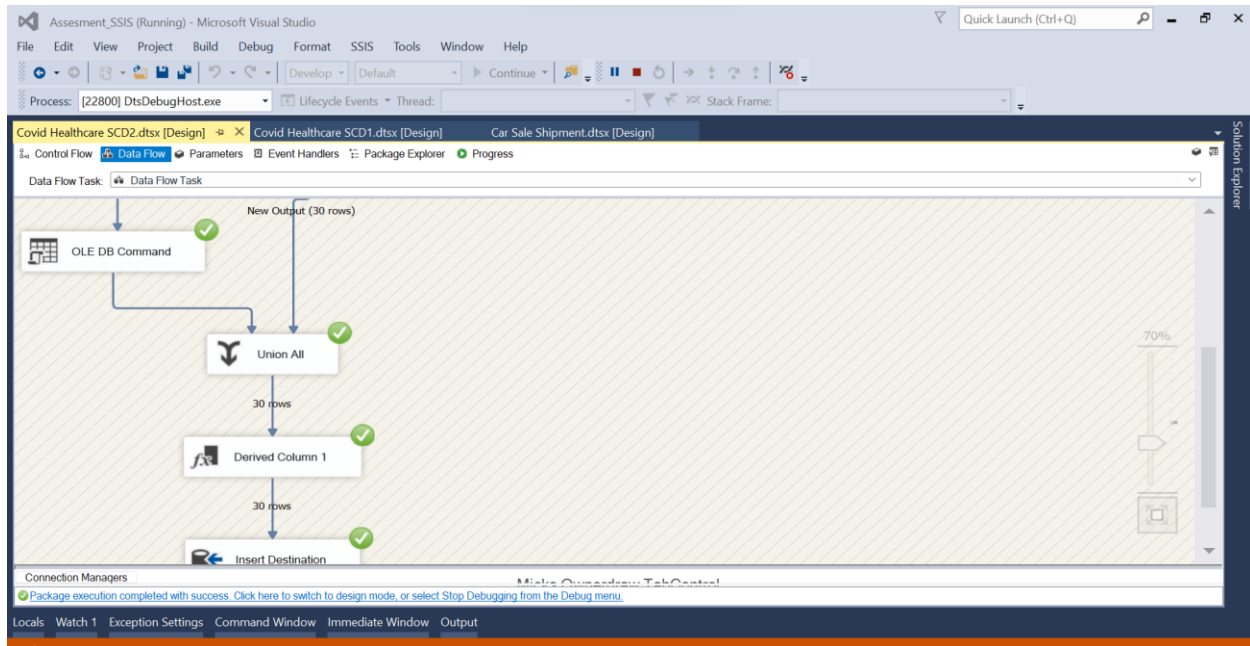 Assesment_SSIS (Running) - Microsoft Visual Studio
Quick Launch (Ctrl+Q)
File Edit View Project Build Debug Format SSIS Tools Window Help
Develop Default Continue
Process: [22800] DtsDebugHost.exe Lifecycle Events Thread: Stack Frame:
Covid Healthcare SCD2.dtsx [Design] Covid Healthcare SCD1.dtsx [Design] Car Sale Shipment.dtsx [Design]
Solution Explorer
Control Flow Data Flow Parameters Event Handlers Package Explorer Progress
Data Flow Task: Data Flow Task
New Output (30 rows)
OLE DB Command
Union All
70%
30 rows
Derived Column 1
30 rows
Insert Destination
Connection Managers
Package execution completed with success. Click here to switch to design mode, or select Stop Debugging from the Debug menu.
Locals Watch 1 Exception Settings Command Window Immediate Window Output